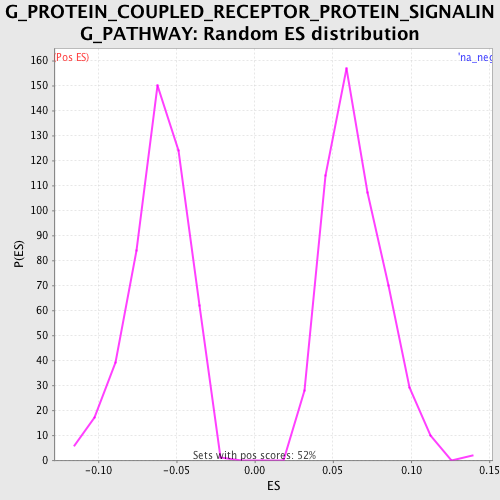 G_PROTEIN_COUPLED_RECEPTOR_PROTEIN_SIGNALIN
G_PATHWAY: Random ES distribution
(Pos ES)
'na_neg
160
150
140
130
120
110
100
90
80
70
60
50
40
30
20
10
0
P(ES)
Sets with pos scores: 52%
-0.10 -0.05 0.00 0.05 0.10 0.15
ES